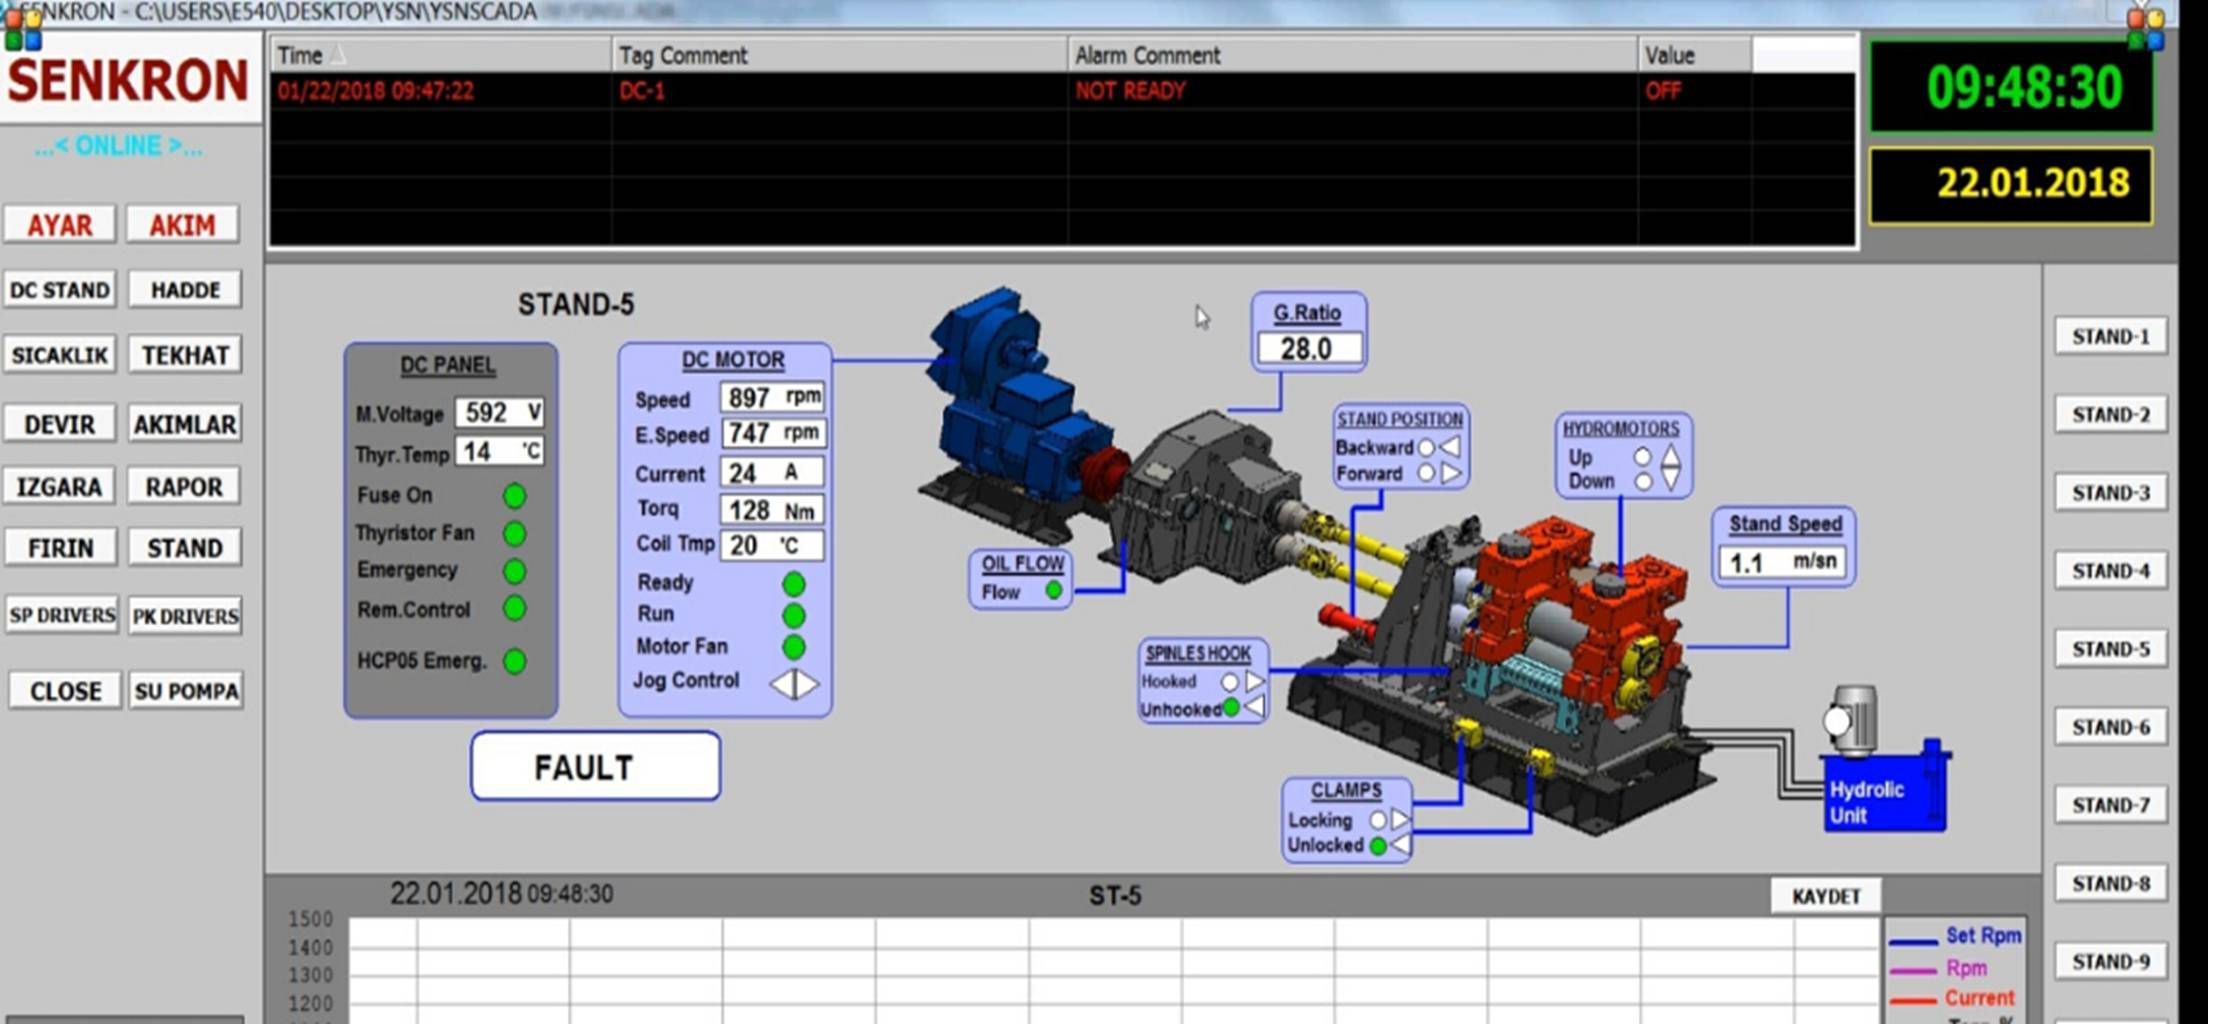 SENKRON - C:\USERS\E540\DESKTOP\YSN\YSNSCADA
SENKRON
...< ONLINE >...
AYAR AKIM
DC STAND HADDE
SICAKLIK TEKHAT
DEVIR AKIMLAR
IZGARA RAPOR
FIRIN STAND
SP DRIVERS PK DRIVERS
CLOSE SU POMPA
Time Tag Comment Alarm Comment Value
01/22/2018 09:47:22 DC-1 NOT READY OFF
09:48:30
22.01.2018
STAND-5
DC PANEL
M.Voltage 592 V
Thyr.Temp 14 'C
Fuse On
Thyristor Fan
Emergency
Rem.Control
HCP05 Emerg.
DC MOTOR
Speed 897 rpm
E.Speed 747 rpm
Current 24 A
Torq 128 Nm
Coil Tmp 20 'C
Ready
Run
Motor Fan
Jog Control
FAULT
G.Ratio
28.0
OIL FLOW
Flow
STAND POSITION
Backward
Forward
HYDROMOTORS
Up
Down
Stand Speed
1.1 m/sn
SPINLES HOOK
Hooked
Unhooked
CLAMPS
Locking
Unlocked
Hydrolic
Unit
STAND-1
STAND-2
STAND-3
STAND-4
STAND-5
STAND-6
STAND-7
STAND-8
STAND-9
22.01.2018 09:48:30 ST-5 KAYDET
1500
1400
1300
1200
Set Rpm
Rpm
Current